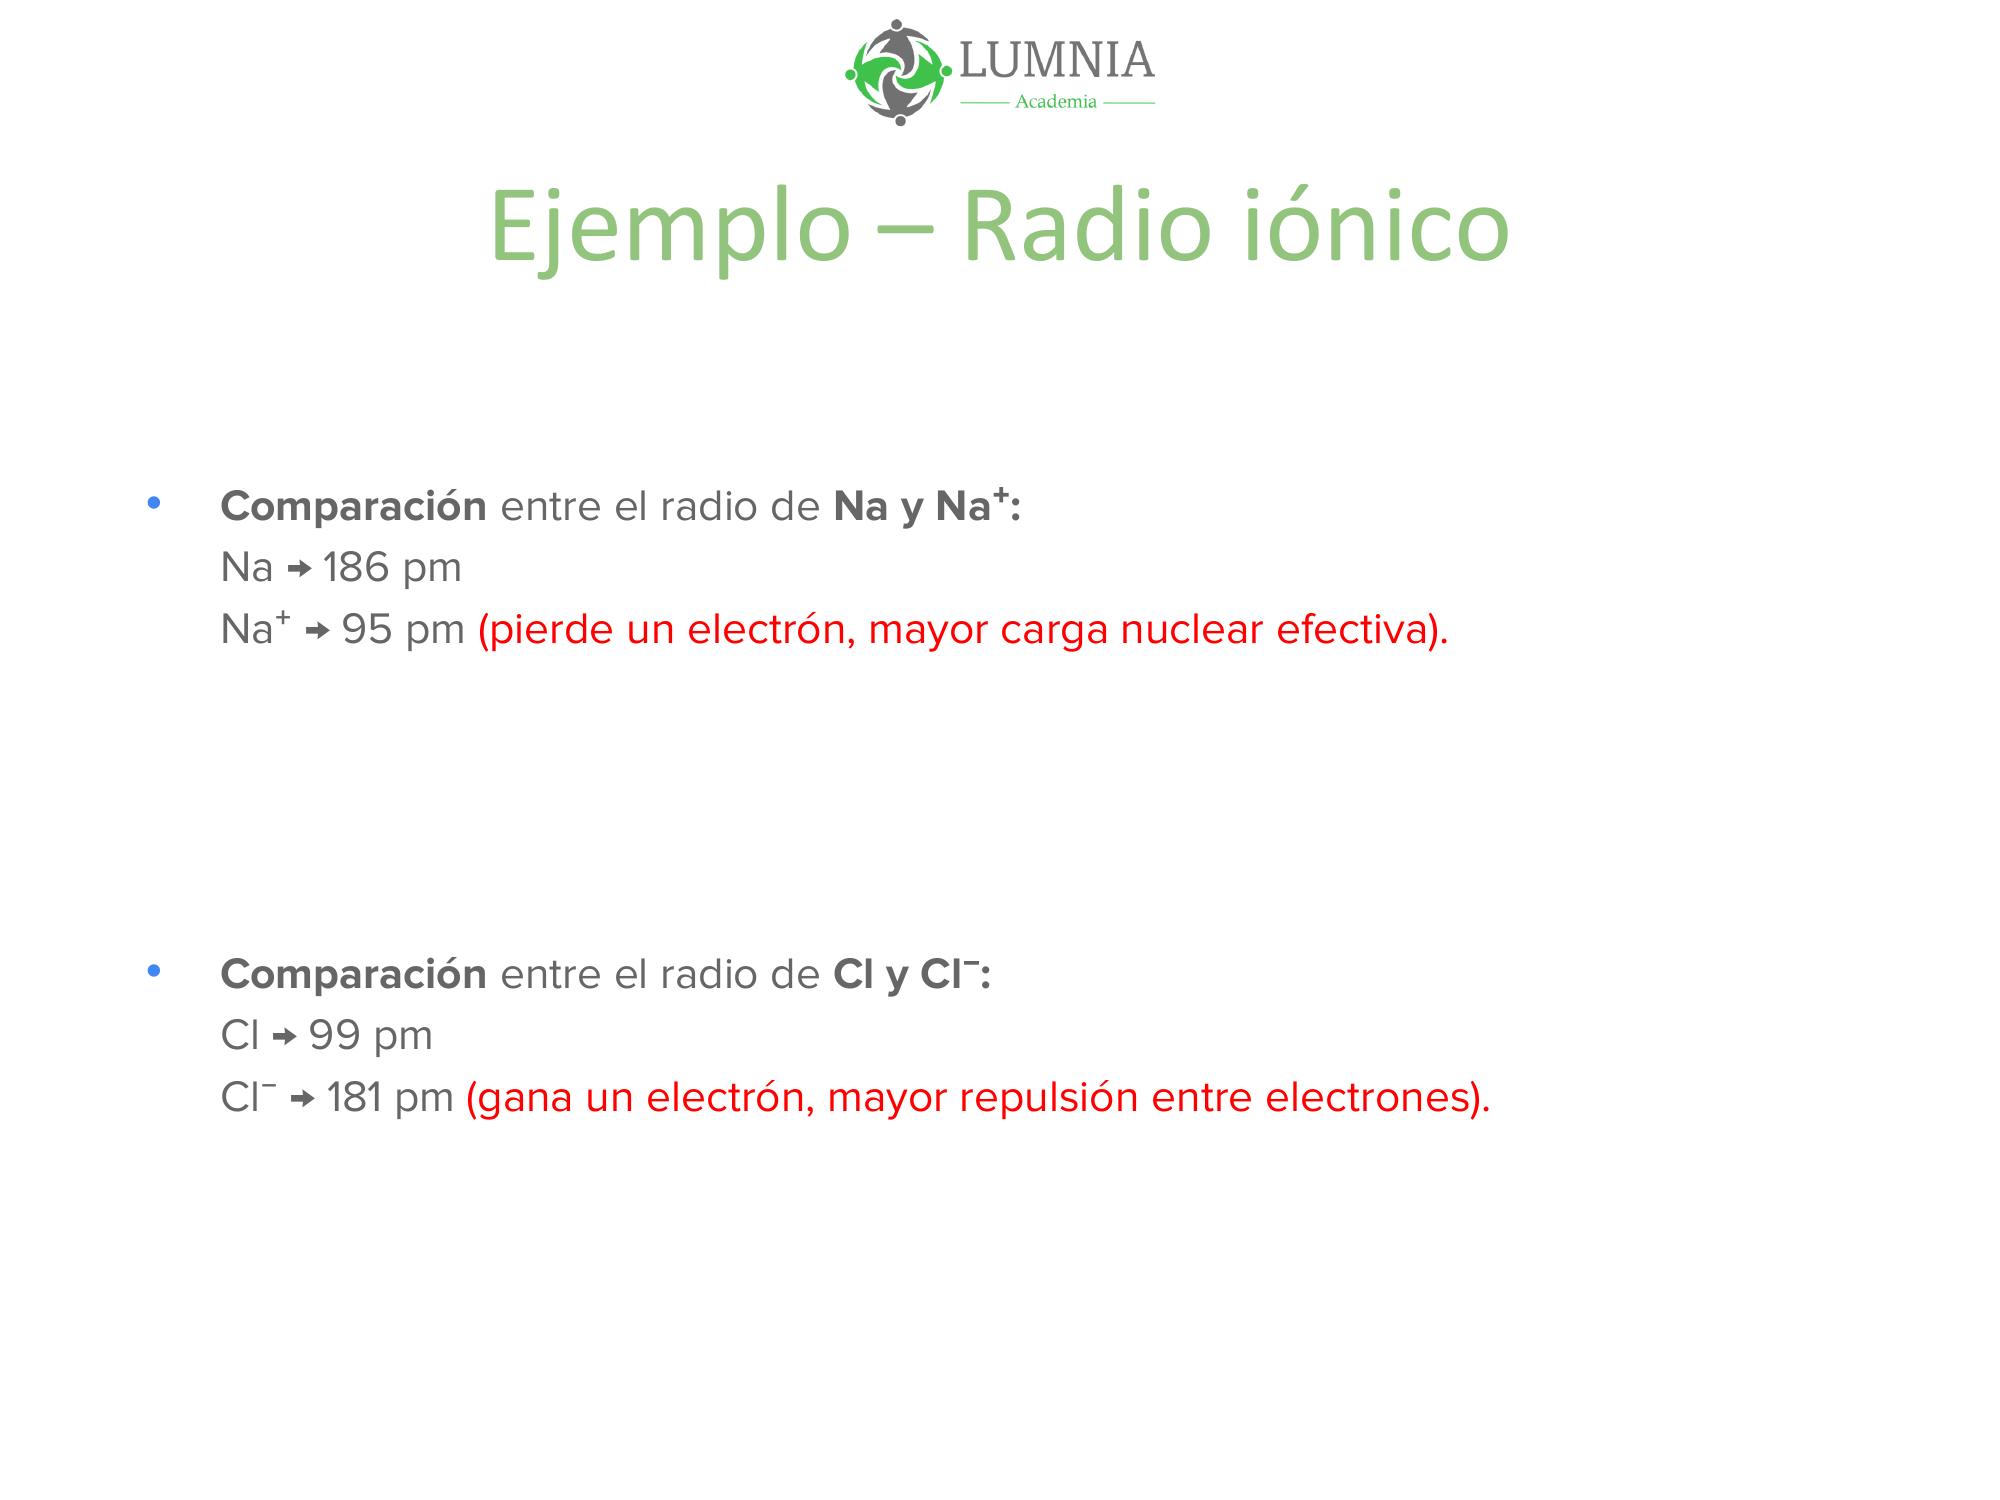 LUMNIA
Academia
Ejemplo – Radio iónico
• Comparación entre el radio de Na y Na⁺:
Na → 186 pm
Na⁺ → 95 pm (pierde un electrón, mayor carga nuclear efectiva).
• Comparación entre el radio de Cl y Cl⁻:
Cl → 99 pm
Cl⁻ → 181 pm (gana un electrón, mayor repulsión entre electrones).